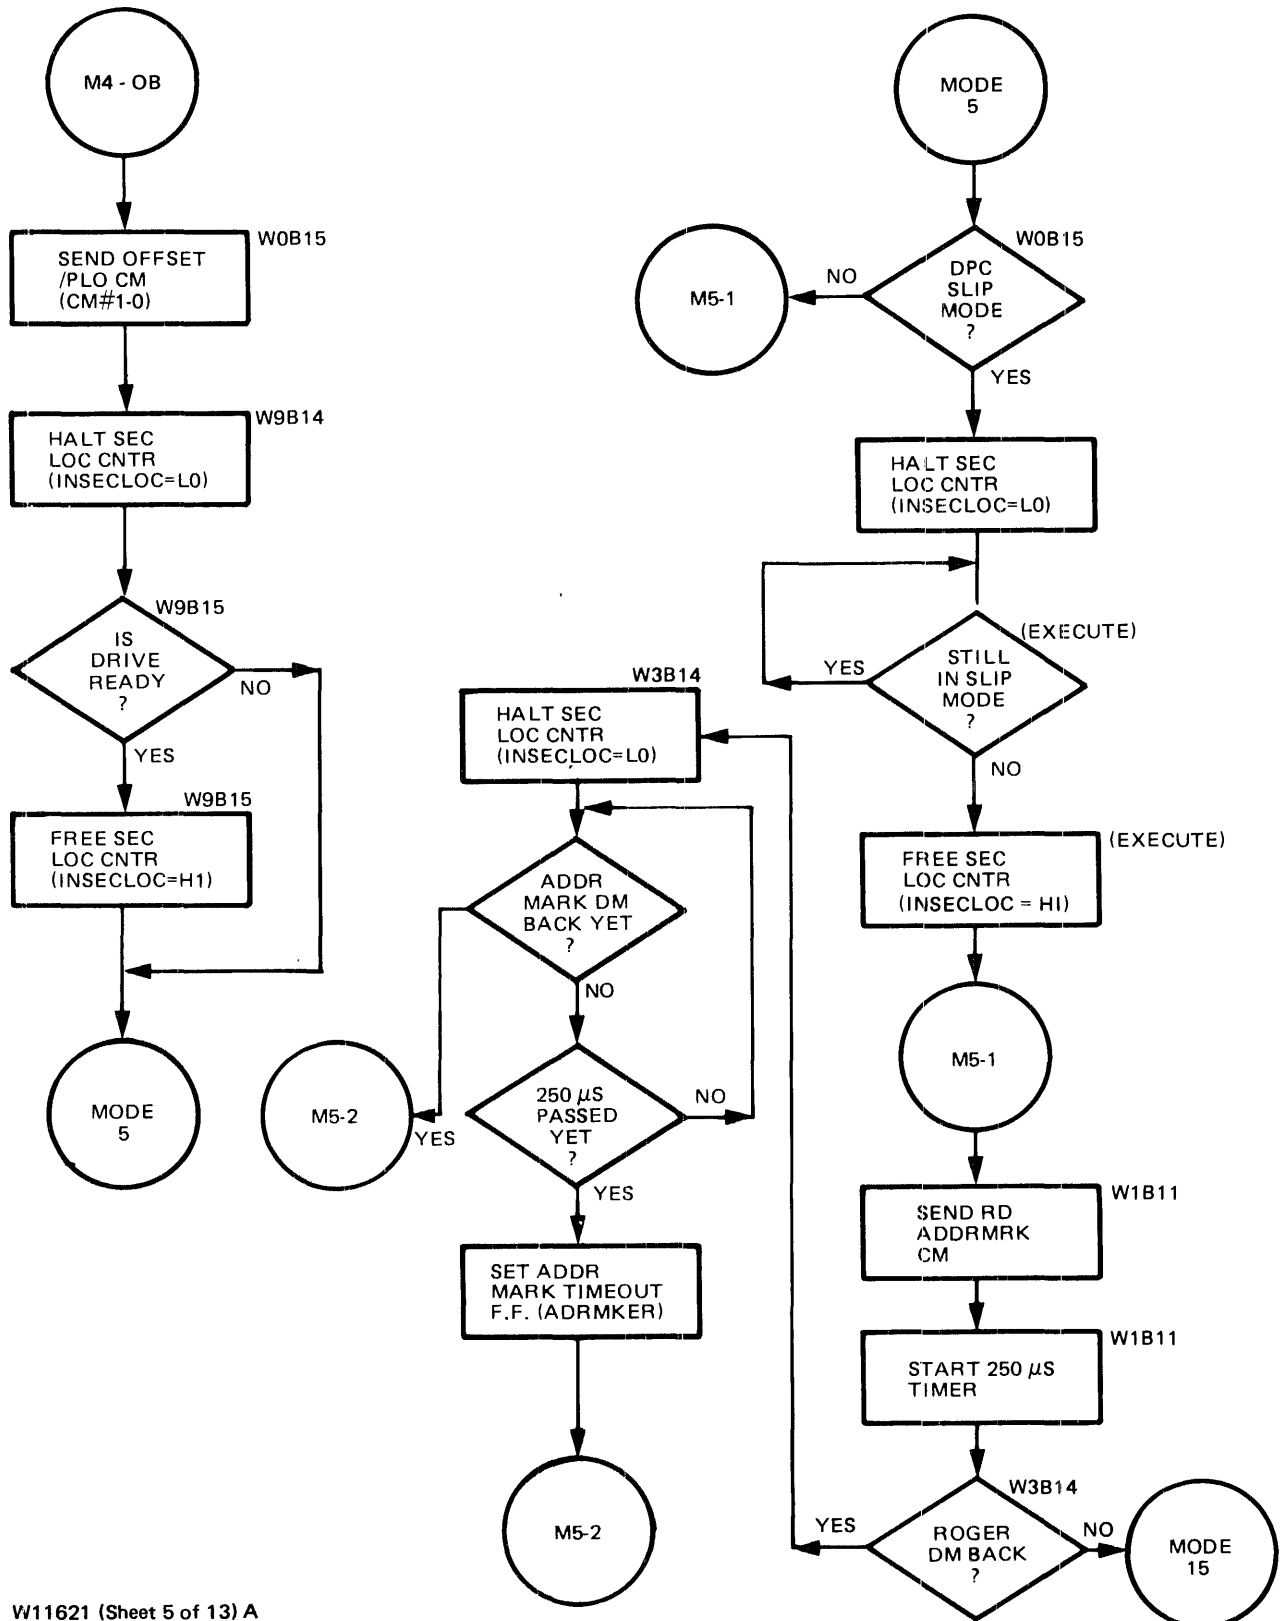 M4 - OB
W0B15
SEND OFFSET
/PLO CM
(CM#1-0)
W9B14
HALT SEC
LOC CNTR
(INSECLOC=L0)
W9B15
IS
DRIVE
READY
?
NO
YES
W9B15
FREE SEC
LOC CNTR
(INSECLOC=H1)
MODE
5
W3B14
HALT SEC
LOC CNTR
(INSECLOC=L0)
ADDR
MARK DM
BACK YET
?
NO
M5-2
YES
250 μS
PASSED
YET
?
NO
YES
SET ADDR
MARK TIMEOUT
F.F. (ADRMKER)
M5-2
MODE
5
W0B15
DPC
SLIP
MODE
?
NO
M5-1
YES
HALT SEC
LOC CNTR
(INSECLOC=L0)
(EXECUTE)
STILL
IN SLIP
MODE
?
YES
NO
(EXECUTE)
FREE SEC
LOC CNTR
(INSECLOC = HI)
M5-1
W1B11
SEND RD
ADDRMRK
CM
W1B11
START 250 μS
TIMER
W3B14
ROGER
DM BACK
?
YES
NO
MODE
15
W11621 (Sheet 5 of 13) A